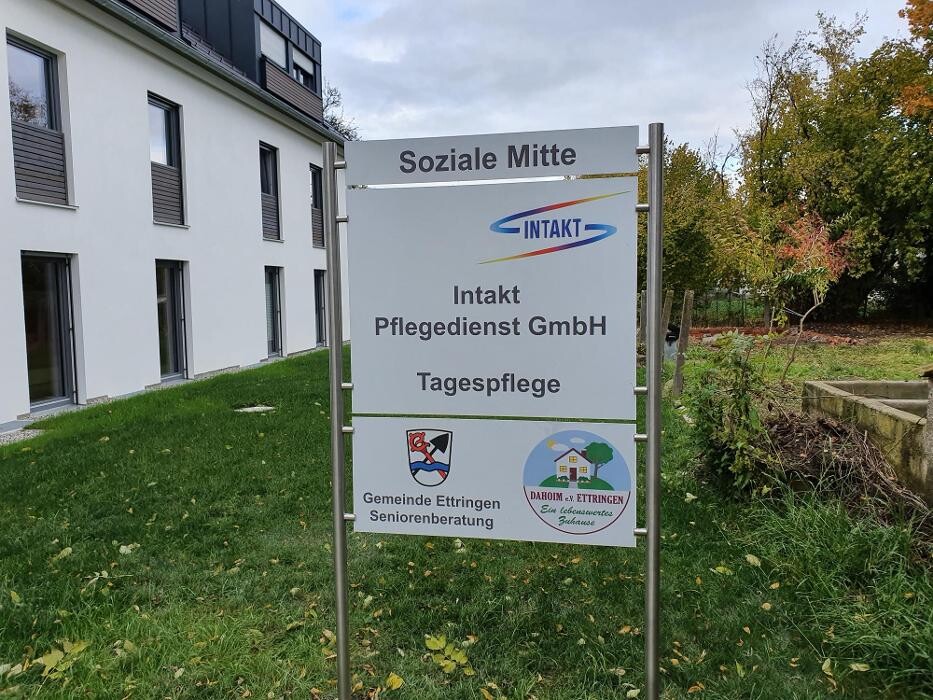 Soziale Mitte
INTAKT
Intakt
Pflegedienst GmbH
Tagespflege
Gemeinde Ettringen
Seniorenberatung
DAHOIM e.V. ETTRINGEN
Ein lebenswertes
Zuhause